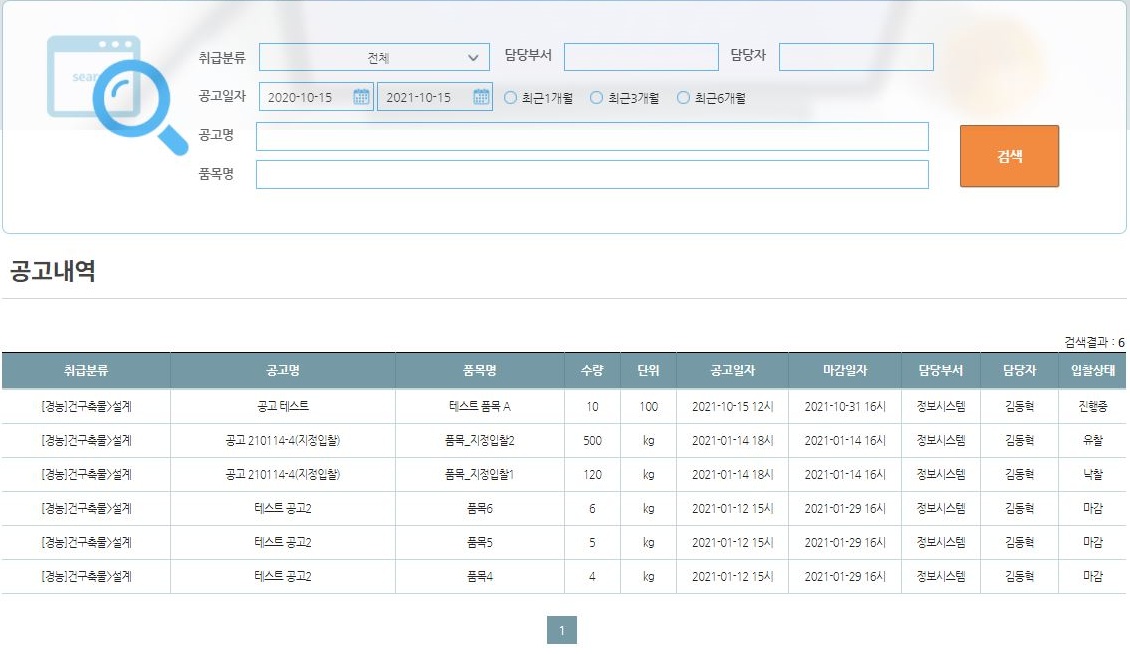 sear
취급분류 전체 담당부서 담당자
공고일자 2020-10-15 2021-10-15 최근1개월 최근3개월 최근6개월
공고명
품목명
검색
공고내역
검색결과 : 6
취급분류 공고명 품목명 수량 단위 공고일자 마감일자 담당부서 담당자 입찰상태
[경농]건구축물>설계 공고 테스트 테스트 품목 A 10 100 2021-10-15 12시 2021-10-31 16시 정보시스템 김동혁 진행중
[경농]건구축물>설계 공고 210114-4(지정입찰) 품목_지정입찰2 500 kg 2021-01-14 18시 2021-01-14 16시 정보시스템 김동혁 유찰
[경농]건구축물>설계 공고 210114-4(지정입찰) 품목_지정입찰1 120 kg 2021-01-14 18시 2021-01-14 16시 정보시스템 김동혁 낙찰
[경농]건구축물>설계 테스트 공고2 품목6 6 kg 2021-01-12 15시 2021-01-29 16시 정보시스템 김동혁 마감
[경농]건구축물>설계 테스트 공고2 품목5 5 kg 2021-01-12 15시 2021-01-29 16시 정보시스템 김동혁 마감
[경농]건구축물>설계 테스트 공고2 품목4 4 kg 2021-01-12 15시 2021-01-29 16시 정보시스템 김동혁 마감
1